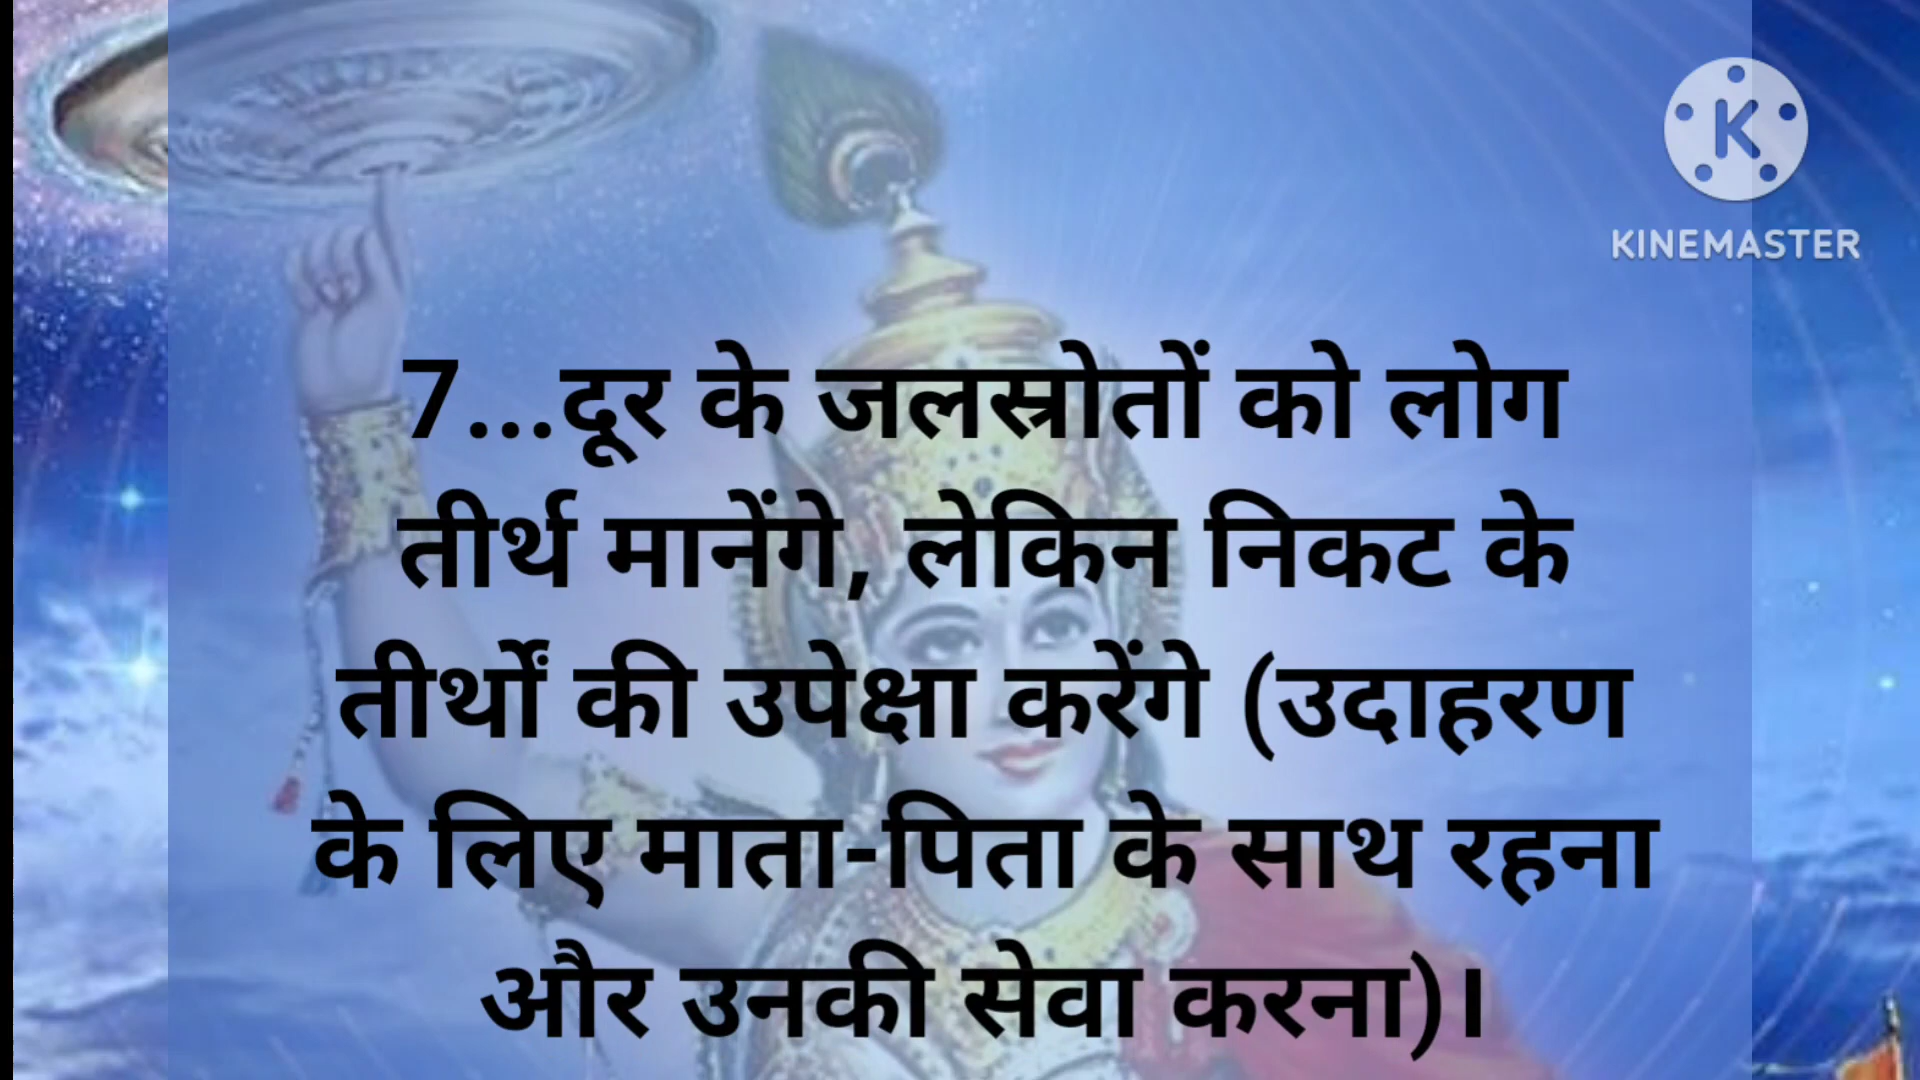 KINEMASTER
7...दूर के जलस्रोतों को लोग
तीर्थ मानेंगे, लेकिन निकट के
तीर्थों की उपेक्षा करेंगे (उदाहरण
के लिए माता-पिता के साथ रहना
और उनकी सेवा करना)।